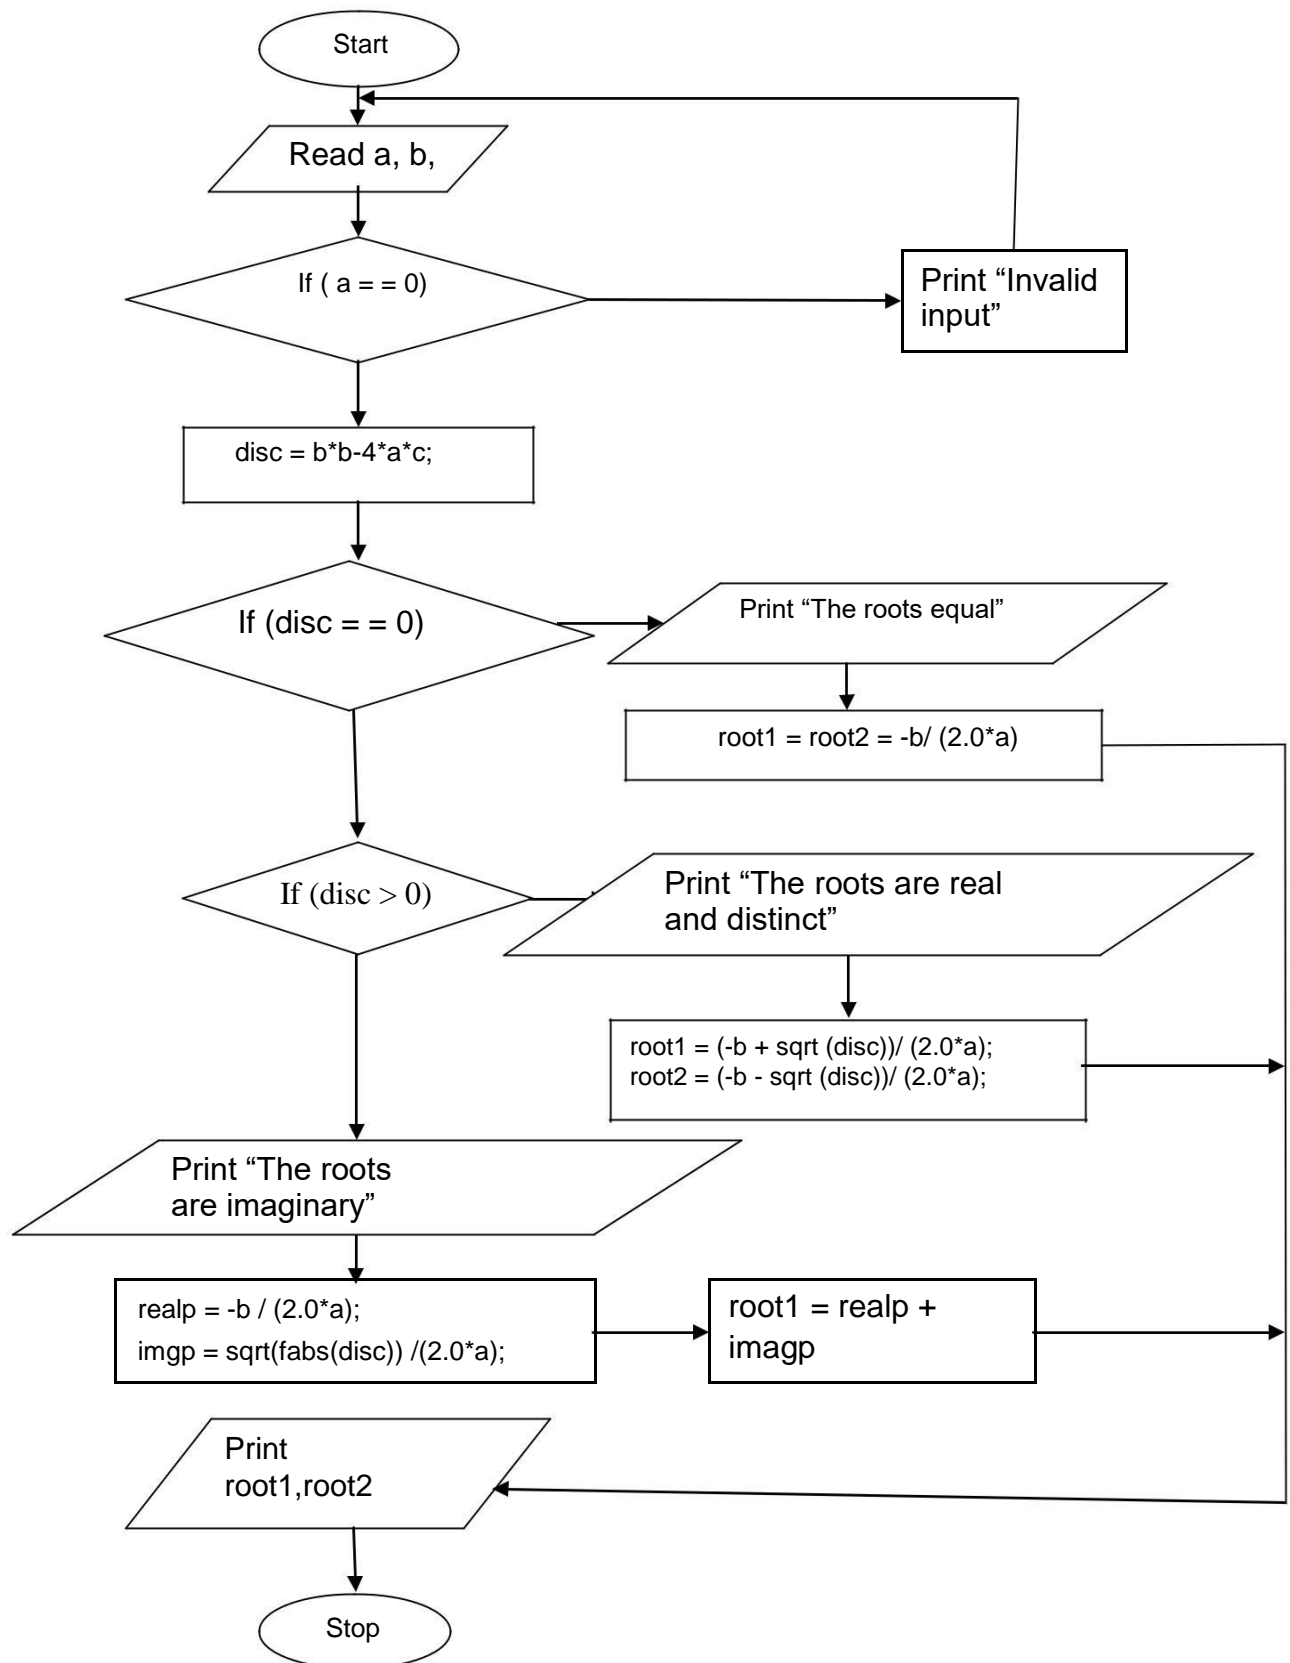 Start
Read a, b,
If ( a = = 0)
Print “Invalid
input”
disc = b*b-4*a*c;
If (disc = = 0)
Print “The roots equal”
root1 = root2 = -b/ (2.0*a)
If (disc > 0)
Print “The roots are real
and distinct”
root1 = (-b + sqrt (disc))/ (2.0*a);
root2 = (-b - sqrt (disc))/ (2.0*a);
Print “The roots
are imaginary”
realp = -b / (2.0*a);
imgp = sqrt(fabs(disc)) /(2.0*a);
root1 = realp +
imagp
Print
root1,root2
Stop